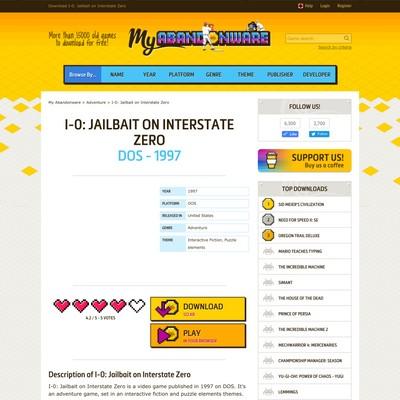 Download I-0: Jailbait on Interstate Zero
Help Login Register
More than 15000 old games
to download for free!
My ABANDONWARE
Game search
Search by criteria
Browse By... NAME YEAR PLATFORM GENRE THEME PUBLISHER DEVELOPER
My Abandonware > Adventure > I-0: Jailbait on Interstate Zero
I-0: JAILBAIT ON INTERSTATE
ZERO
DOS - 1997
YEAR 1997
PLATFORM DOS
RELEASED IN United States
GENRE Adventure
THEME Interactive Fiction, Puzzle
elements
4.2 / 5 - 5 VOTES
DOWNLOAD
PLAY
IN YOUR BROWSER
Description of I-0: Jailbait on Interstate Zero
I-0: Jailbait on Interstate Zero is a video game published in 1997 on DOS. It's
an adventure game, set in an interactive fiction and puzzle elements themes.
FOLLOW US!
6,300 2,700
Like Follow
SUPPORT US!
Buy us a coffee
TOP DOWNLOADS
1 SID MEIER'S CIVILIZATION
2 NEED FOR SPEED II: SE
3 OREGON TRAIL DELUXE
MARIO TEACHES TYPING
THE INCREDIBLE MACHINE
SIMANT
THE HOUSE OF THE DEAD
PRINCE OF PERSIA
THE INCREDIBLE MACHINE 2
MECHWARRIOR 4: MERCENARIES
CHAMPIONSHIP MANAGER: SEASON
YU-GI-OH! POWER OF CHAOS - YUGI
LEMMINGS